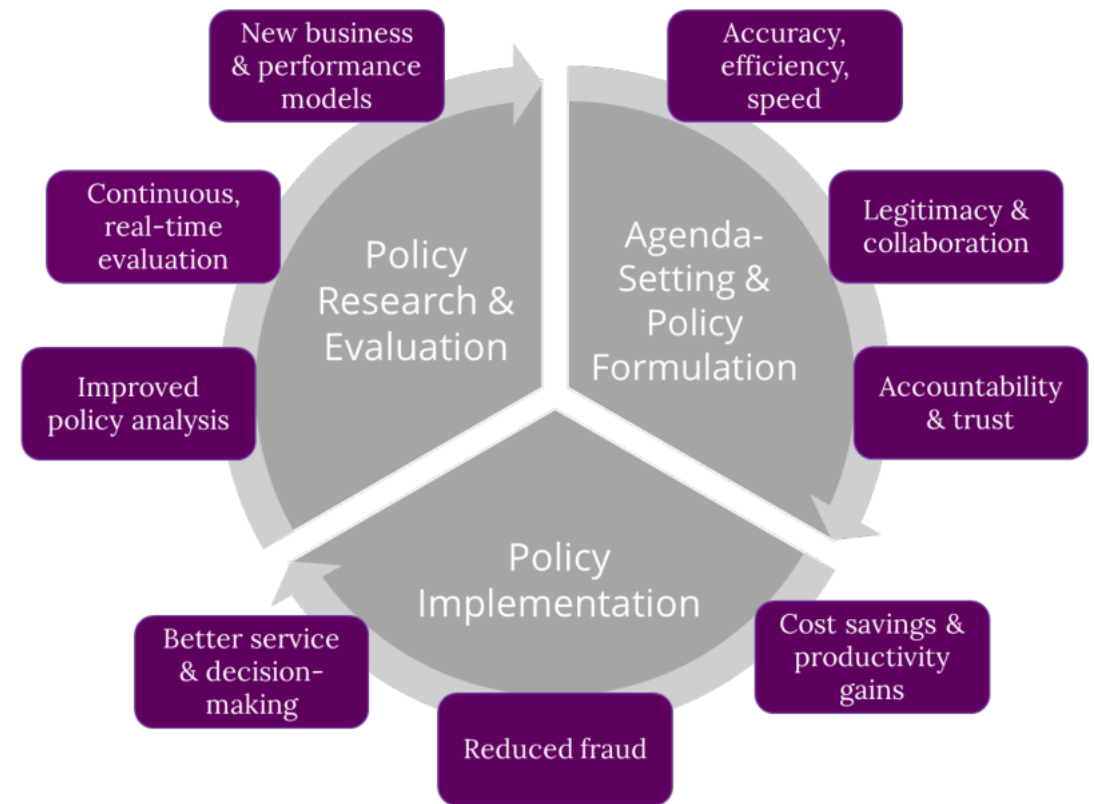 New business
& performance
models
Accuracy,
efficiency,
speed
Continuous,
real-time
evaluation
Legitimacy &
collaboration
Policy
Research &
Evaluation
Agenda-
Setting &
Policy
Formulation
Improved
policy analysis
Accountability
& trust
Policy
Implementation
Better service
& decision-
making
Cost savings &
productivity
gains
Reduced fraud